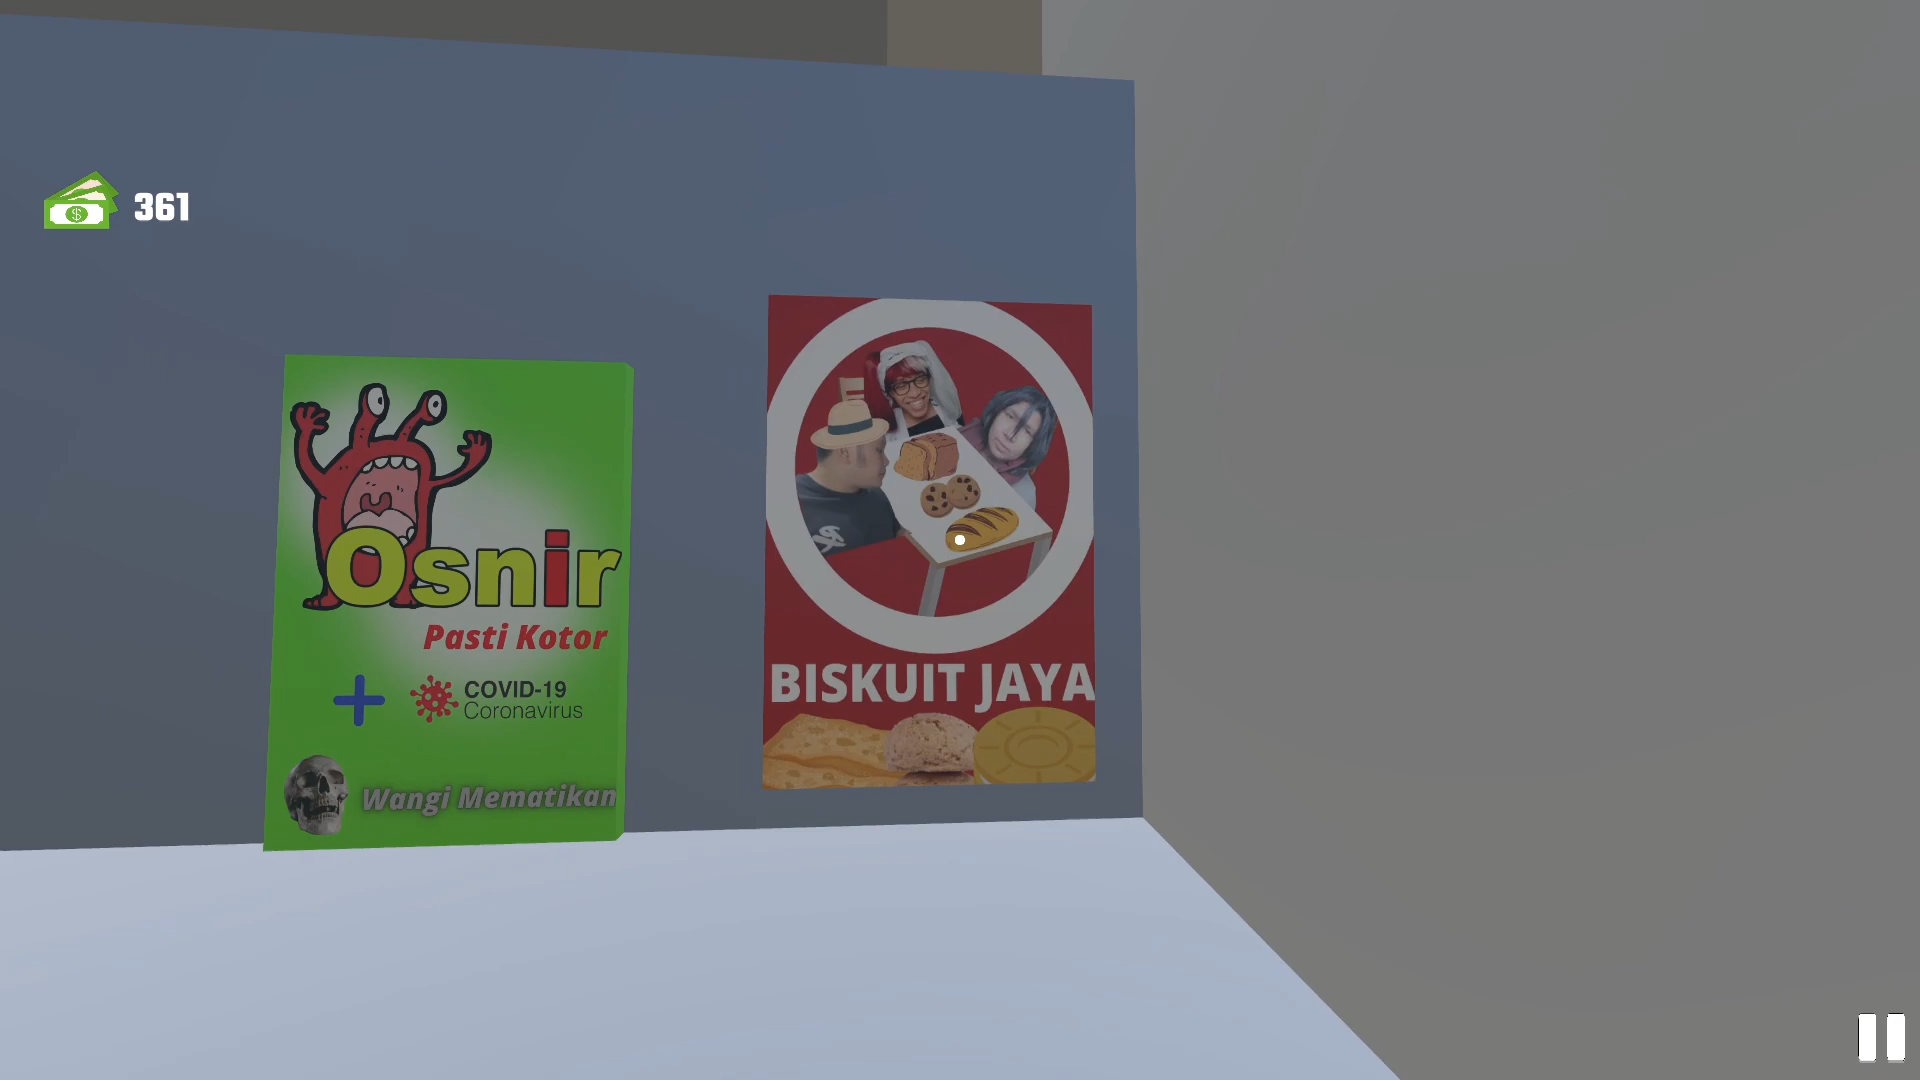 361
Osnir
Pasti Kotor
COVID-19
Coronavirus
Wangi Mematikan
BISKUIT JAYA